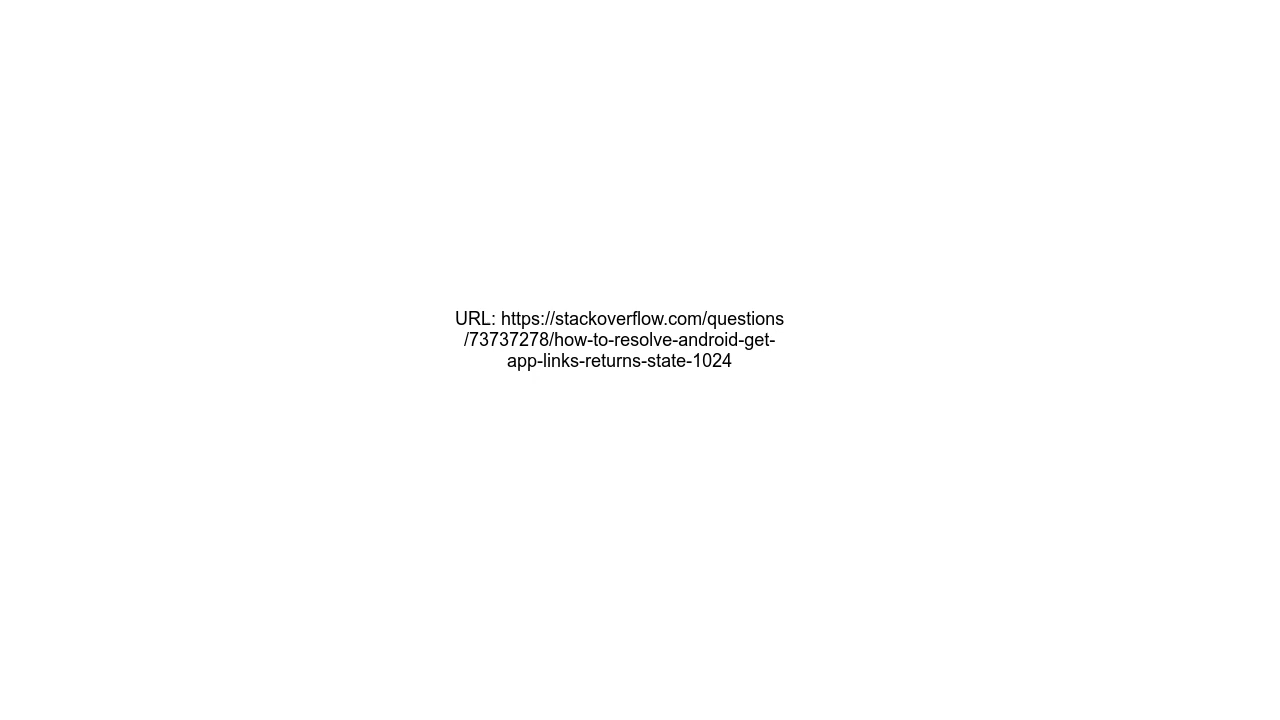 URL: https://stackoverflow.com/questions
/73737278/how-to-resolve-android-get-
app-links-returns-state-1024